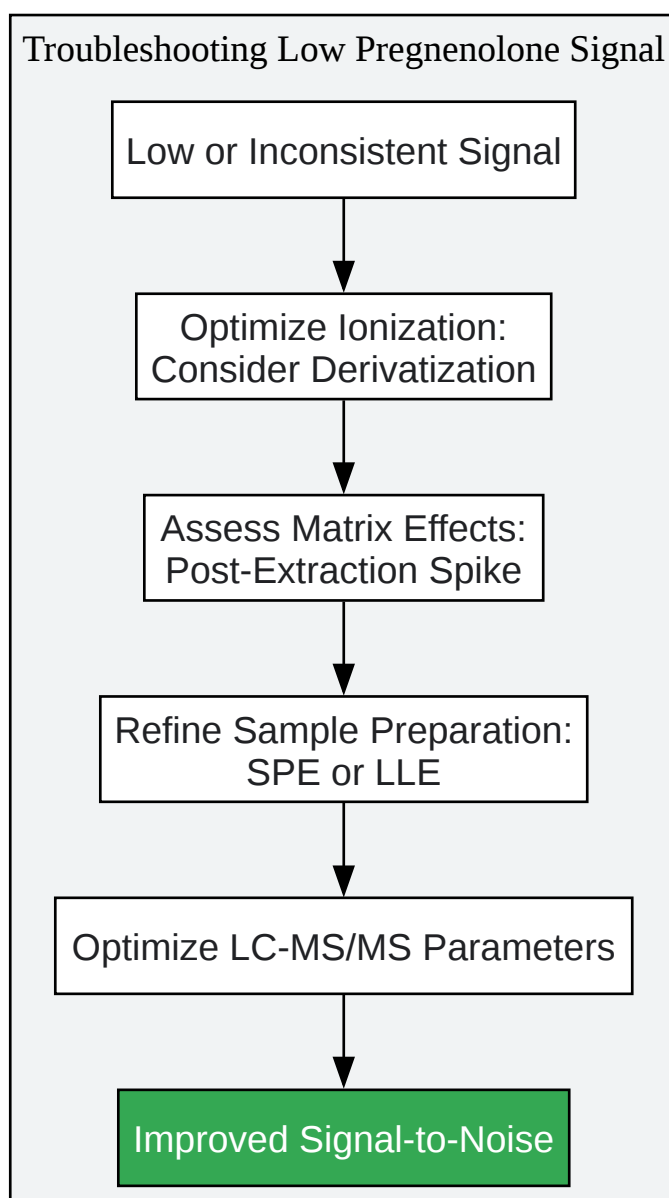 Troubleshooting Low Pregnenolone Signal
Low or Inconsistent Signal
Optimize Ionization:
Consider Derivatization
Assess Matrix Effects:
Post-Extraction Spike
Refine Sample Preparation:
SPE or LLE
Optimize LC-MS/MS Parameters
Improved Signal-to-Noise